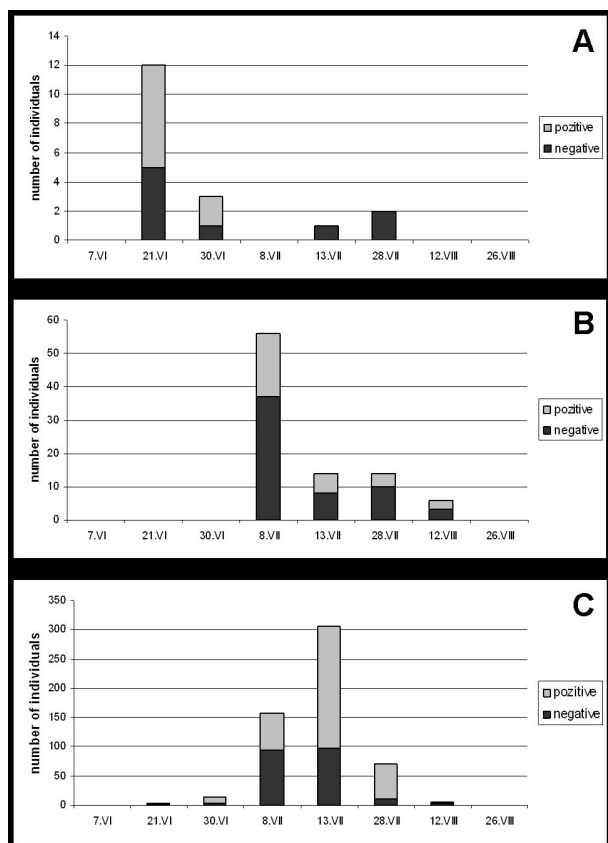 A
14
12
10
8
6
4
2
0
number of individuals
7.VI 21.VI 30.VI 8.VII 13.VII 28.VII 12.VIII 26.VIII
pozitive
negative
B
60
50
40
30
20
10
0
number of individuals
7.VI 21.VI 30.VI 8.VII 13.VII 28.VII 12.VIII 26.VIII
pozitive
negative
C
350
300
250
200
150
100
50
0
number of individuals
7.VI 21.VI 30.VI 8.VII 13.VII 28.VII 12.VIII 26.VIII
pozitive
negative